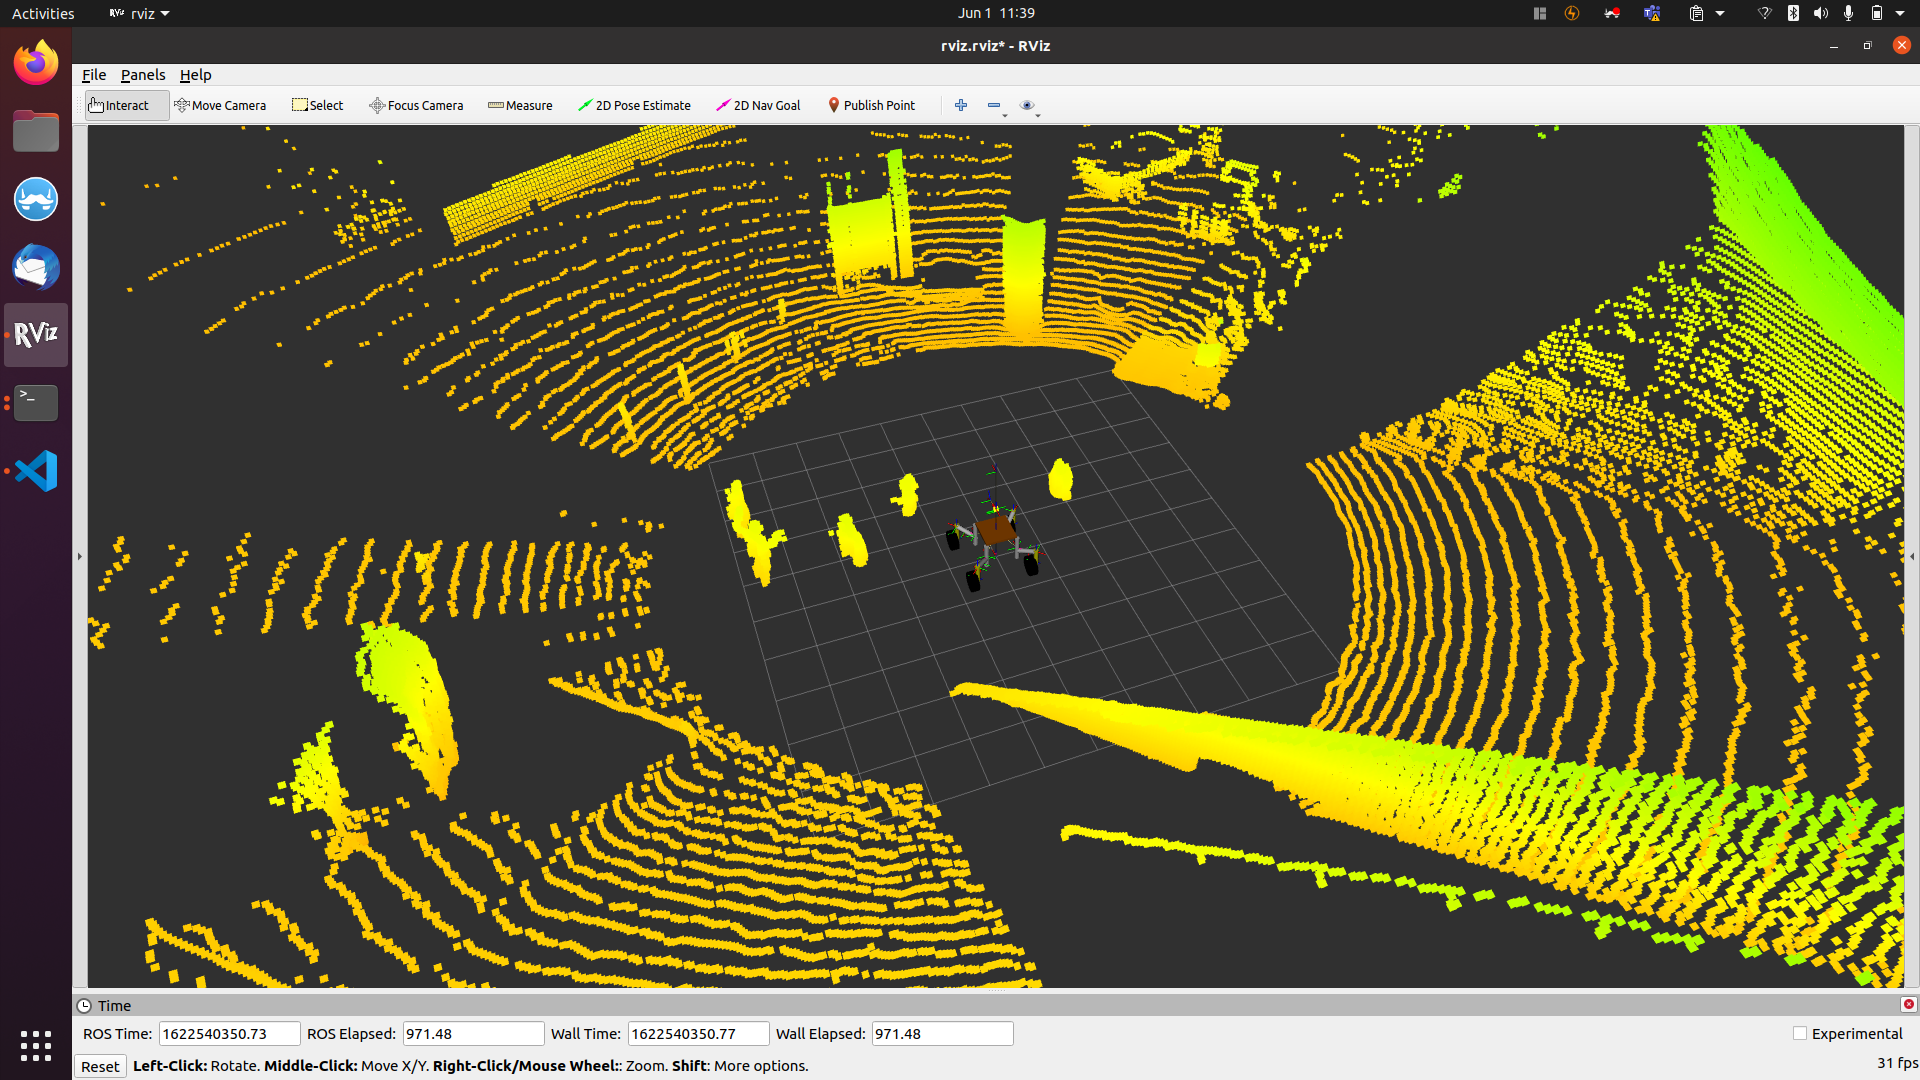 Activities
RViz rviz
Jun 1 11:39
rviz.rviz* - RViz
File Panels Help
Interact Move Camera Select Focus Camera Measure 2D Pose Estimate 2D Nav Goal Publish Point
RViz
>_
Time
ROS Time: 1622540350.73 ROS Elapsed: 971.48 Wall Time: 1622540350.77 Wall Elapsed: 971.48 Experimental
Reset Left-Click: Rotate. Middle-Click: Move X/Y. Right-Click/Mouse Wheel:: Zoom. Shift: More options. 31 fps